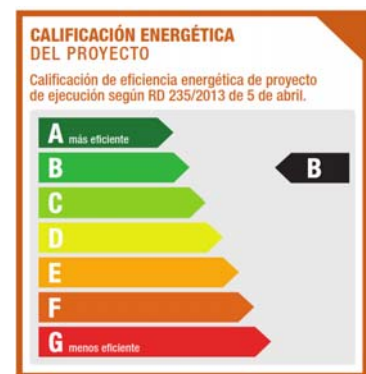 CALIFICACIÓN ENERGÉTICA
DEL PROYECTO
Calificación de eficiencia energética de proyecto
de ejecución según RD 235/2013 de 5 de abril.
A más eficiente
B B
C
D
E
F
G menos eficiente